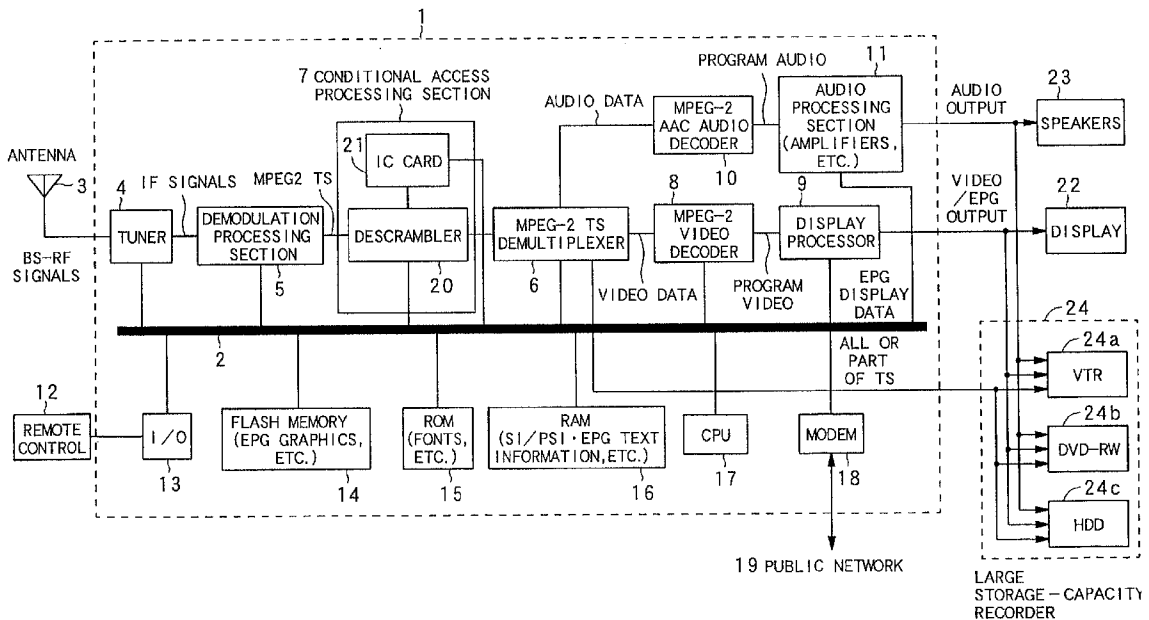 1
7 CONDITIONAL ACCESS
PROCESSING SECTION
21
IC CARD
ANTENNA
3
IF SIGNALS
MPEG2 TS
4
TUNER
DEMODULATION
PROCESSING
SECTION
5
DESCRAMBLER
20
BS-RF
SIGNALS
AUDIO DATA
MPEG-2
AAC AUDIO
DECODER
10
PROGRAM AUDIO
11
AUDIO
PROCESSING
SECTION
(AMPLIFIERS,
ETC.)
AUDIO
OUTPUT
23
SPEAKERS
MPEG-2 TS
DEMULTIPLEXER
6
8
MPEG-2
VIDEO
DECODER
VIDEO DATA
PROGRAM
VIDEO
9
DISPLAY
PROCESSOR
VIDEO
/EPG
OUTPUT
22
DISPLAY
EPG
DISPLAY
DATA
2
ALL OR
PART
OF TS
12
REMOTE
CONTROL
I/O
13
FLASH MEMORY
(EPG GRAPHICS,
ETC.)
14
ROM
(FONTS,
ETC.)
15
RAM
(SI/PSI·EPG TEXT
INFORMATION,ETC.)
16
CPU
17
MODEM
18
19 PUBLIC NETWORK
24
24a
VTR
24b
DVD-RW
24c
HDD
LARGE
STORAGE-CAPACITY
RECORDER